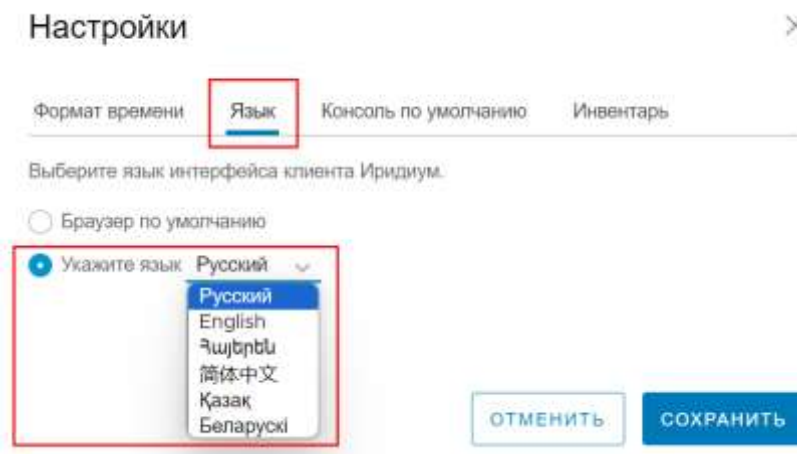 Настройки
Формат времени Язык Консоль по умолчанию Инвентарь
Выберите язык интерфейса клиента Иридиум.
Браузер по умолчанию
Укажите язык Русский
Русский
English
Հայերեն
简体中文
Қазақ
Беларускі
ОТМЕНИТЬ СОХРАНИТЬ